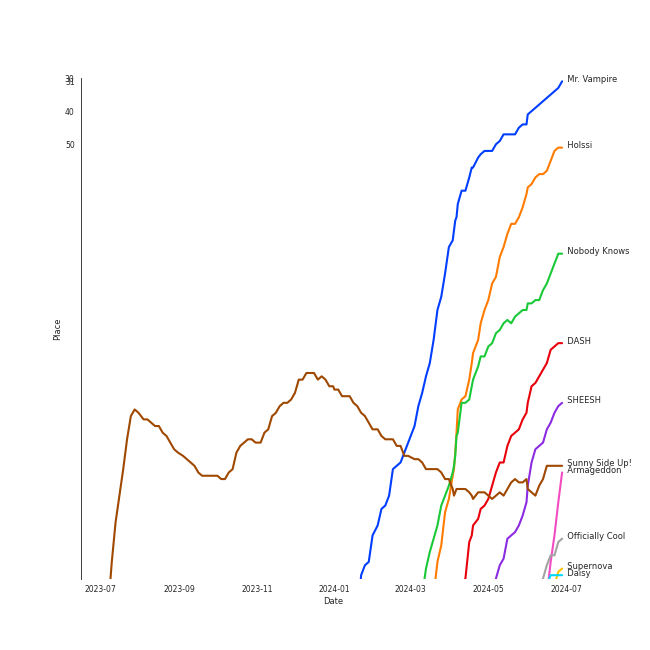 30
31
40
50
Place
Mr. Vampire
Holssi
Nobody Knows
DASH
SHEESH
Sunny Side Up!
Armageddon
Officially Cool
Supernova
Daisy
2023-07
2023-09
2023-11
2024-01
2024-03
2024-05
2024-07
Date